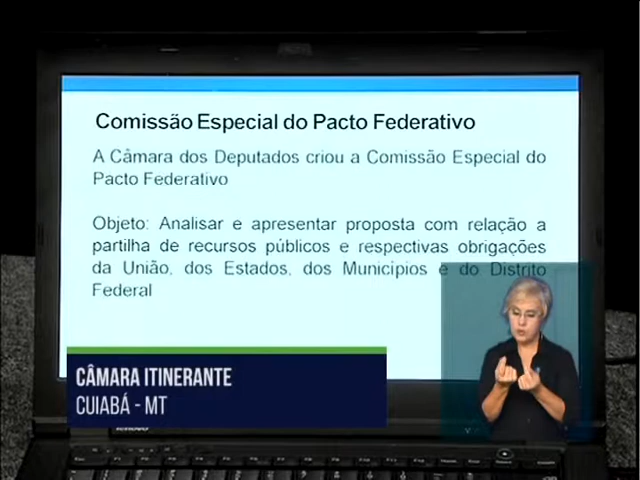 Comissão Especial do Pacto Federativo
A Câmara dos Deputados criou a Comissão Especial do
Pacto Federativo
Objeto: Analisar e apresentar proposta com relação a
partilha de recursos públicos e respectivas obrigações
da União, dos Estados, dos Municípios e do Distrito
Federal
CÂMARA ITINERANTE
CUIABÁ - MT
lenovo